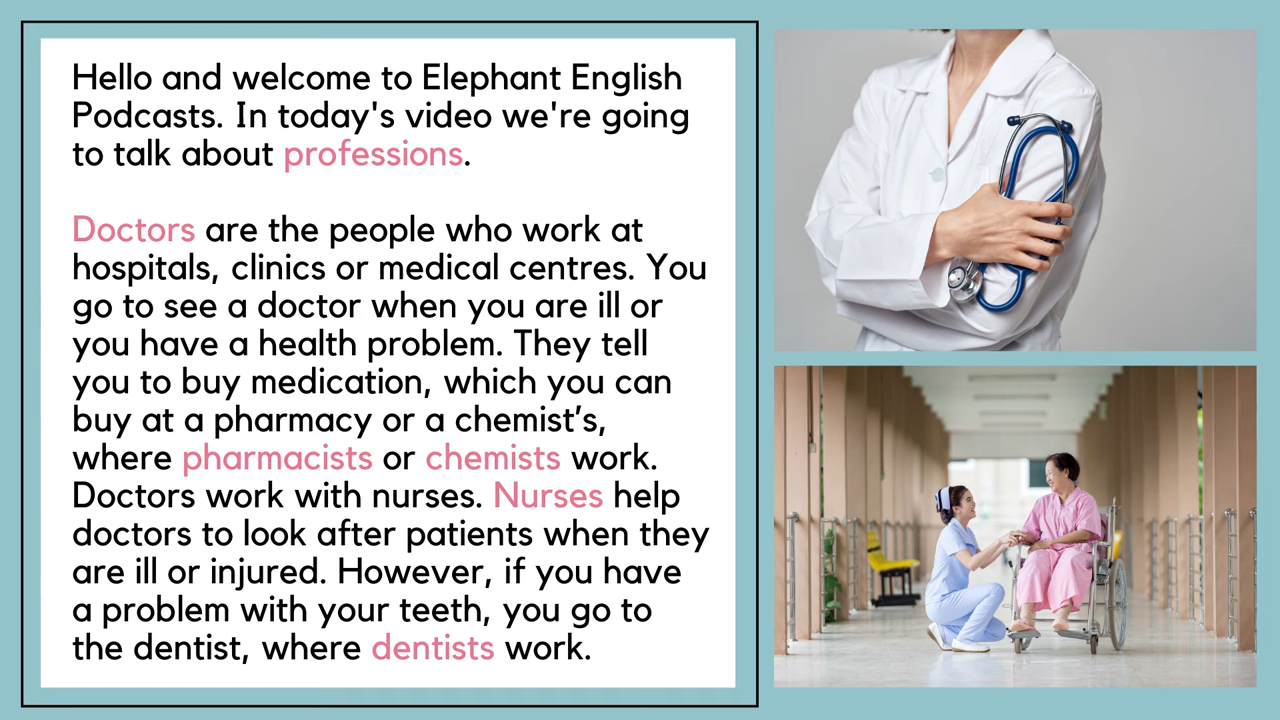 Hello and welcome to Elephant English
Podcasts. In today's video we're going
to talk about professions.
Doctors are the people who work at
hospitals, clinics or medical centres. You
go to see a doctor when you are ill or
you have a health problem. They tell
you to buy medication, which you can
buy at a pharmacy or a chemist’s,
where pharmacists or chemists work.
Doctors work with nurses. Nurses help
doctors to look after patients when they
are ill or injured. However, if you have
a problem with your teeth, you go to
the dentist, where dentists work.